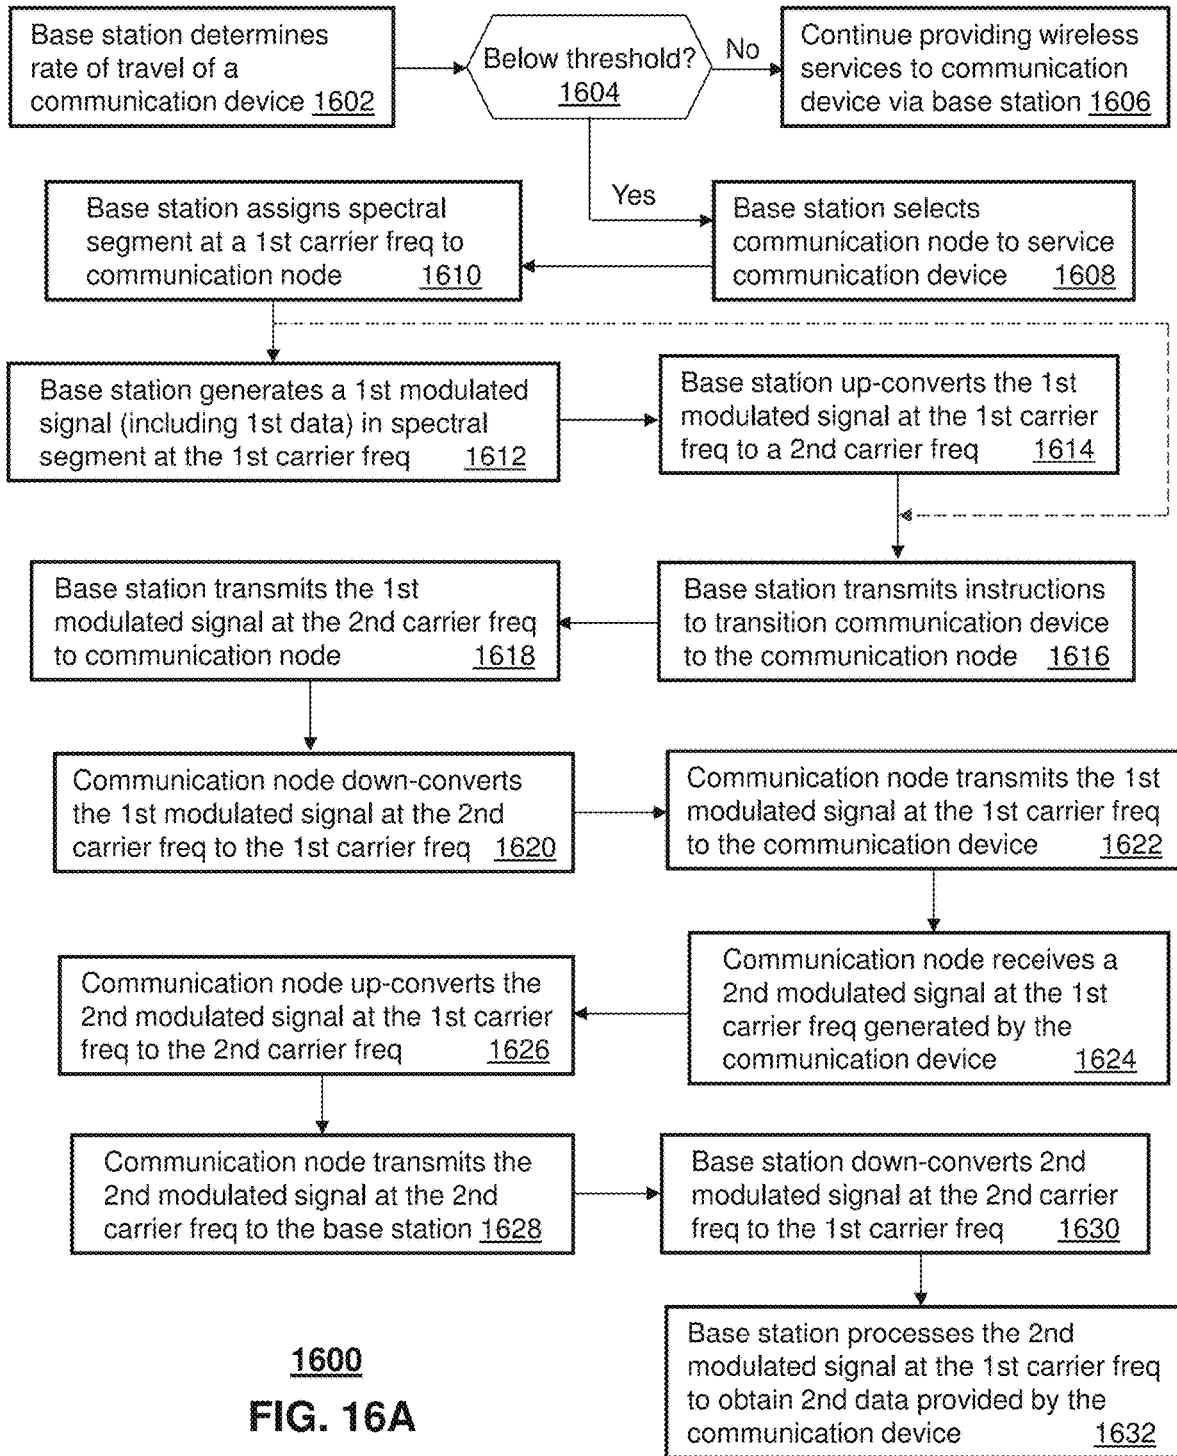 Base station determines
rate of travel of a
communication device 1602
Below threshold?
1604
No
Continue providing wireless
services to communication
device via base station 1606
Yes
Base station selects
communication node to service
communication device 1608
Base station assigns spectral
segment at a 1st carrier freq to
communication node 1610
Base station generates a 1st modulated
signal (including 1st data) in spectral
segment at the 1st carrier freq 1612
Base station up-converts the 1st
modulated signal at the 1st carrier
freq to a 2nd carrier freq 1614
Base station transmits instructions
to transition communication device
to the communication node 1616
Base station transmits the 1st
modulated signal at the 2nd carrier freq
to communication node 1618
Communication node down-converts
the 1st modulated signal at the 2nd
carrier freq to the 1st carrier freq 1620
Communication node transmits the 1st
modulated signal at the 1st carrier freq
to the communication device 1622
Communication node receives a
2nd modulated signal at the 1st
carrier freq generated by the
communication device 1624
Communication node up-converts the
2nd modulated signal at the 1st carrier
freq to the 2nd carrier freq 1626
Communication node transmits the
2nd modulated signal at the 2nd
carrier freq to the base station 1628
Base station down-converts 2nd
modulated signal at the 2nd carrier
freq to the 1st carrier freq 1630
Base station processes the 2nd
modulated signal at the 1st carrier freq
to obtain 2nd data provided by the
communication device 1632
1600
FIG. 16A